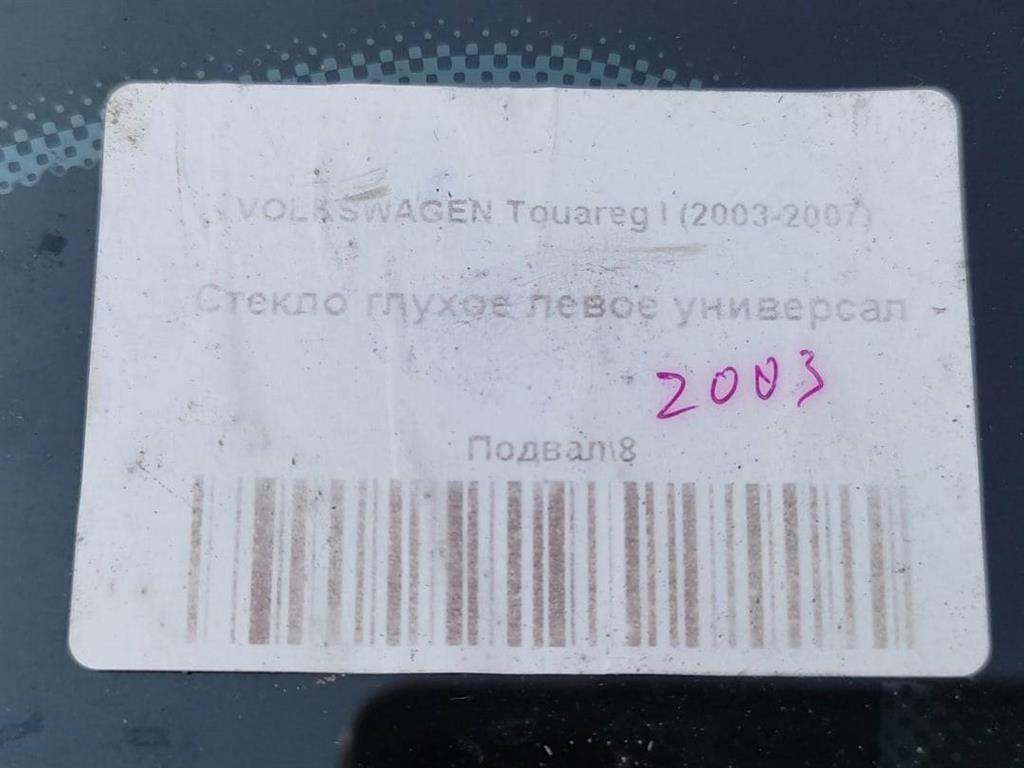 VOLKSWAGEN Touareg I (2003-2007)
Стекло глухое левое универсал -
2003
Подвал\8